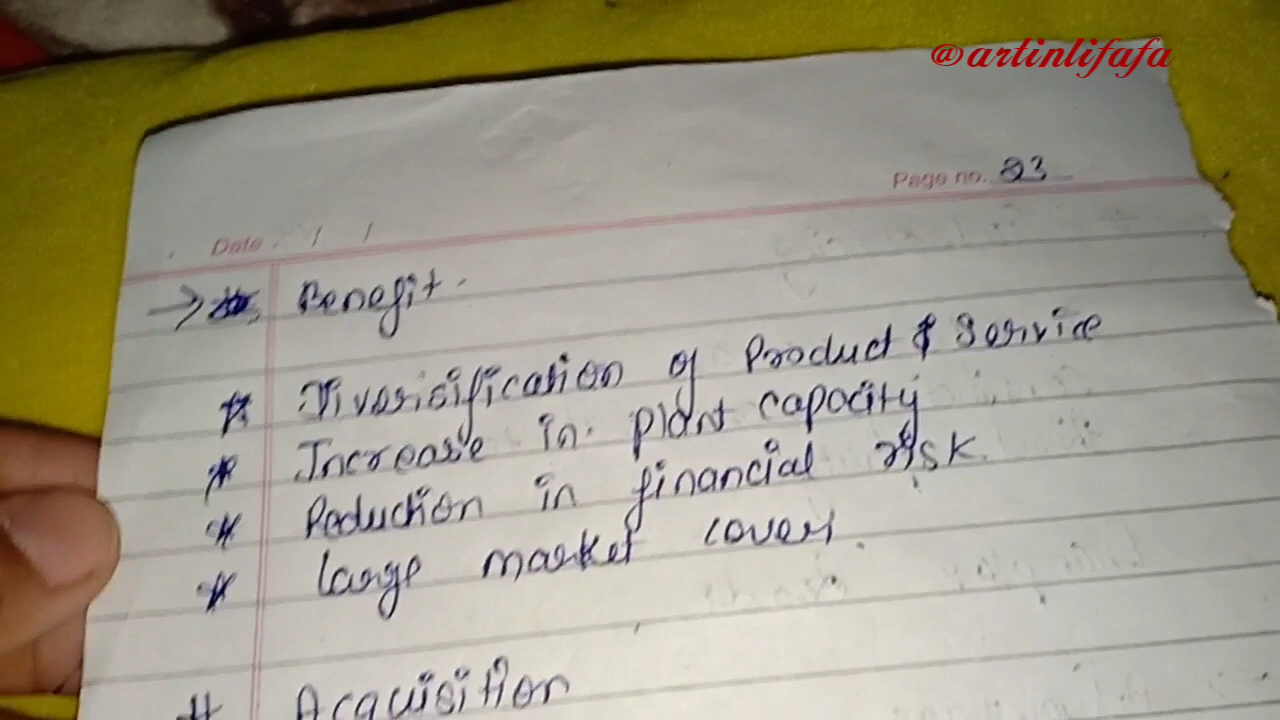 @artinlifafa
Page no. 23
Date / /
→ Benefit.
* Diversification of Product & Service
* Increase in plant capacity
* Reduction in financial risk.
* Large market cover.
# Acquisition